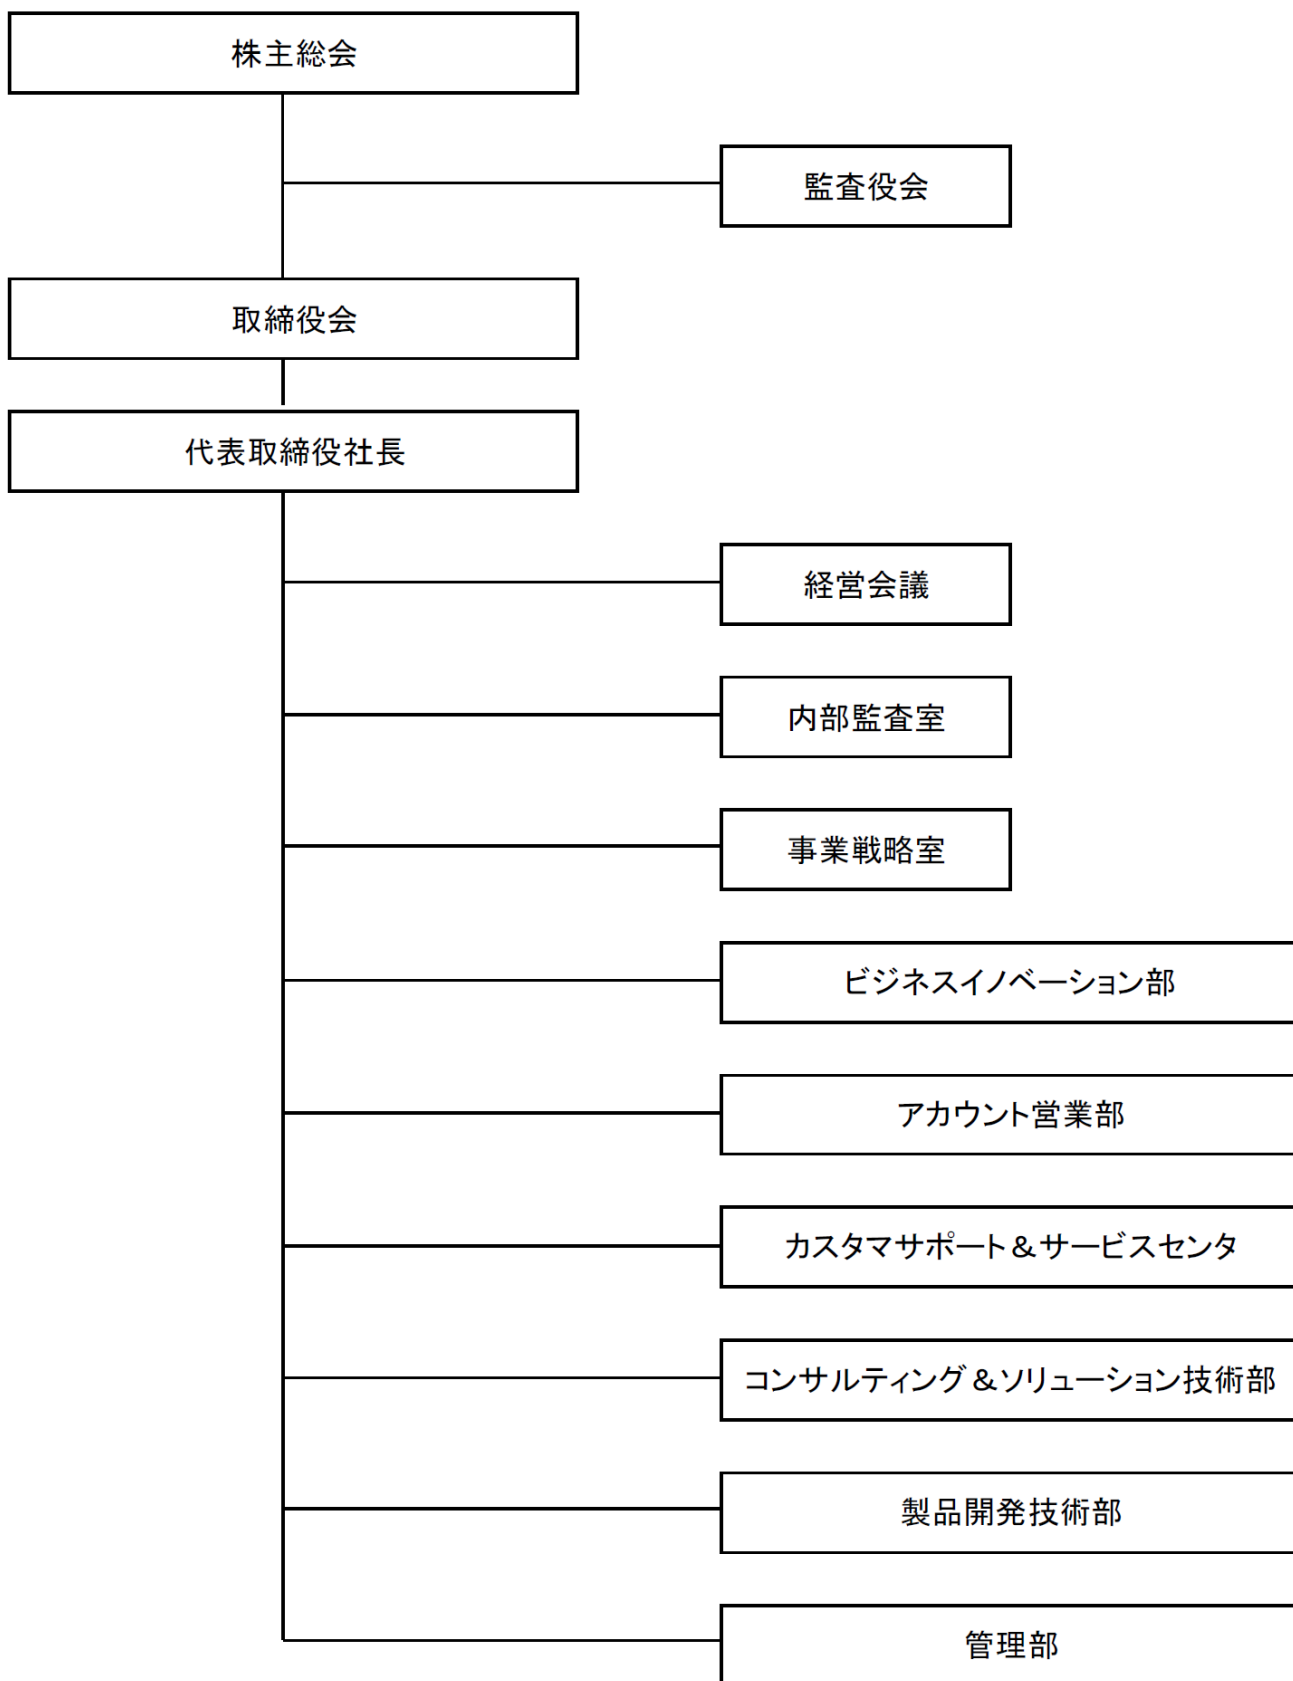 株主総会
監査役会
取締役会
代表取締役社長
経営会議
内部監査室
事業戦略室
ビジネスイノベーション部
アカウント営業部
カスタマサポート＆サービスセンタ
コンサルティング＆ソリューション技術部
製品開発技術部
管理部